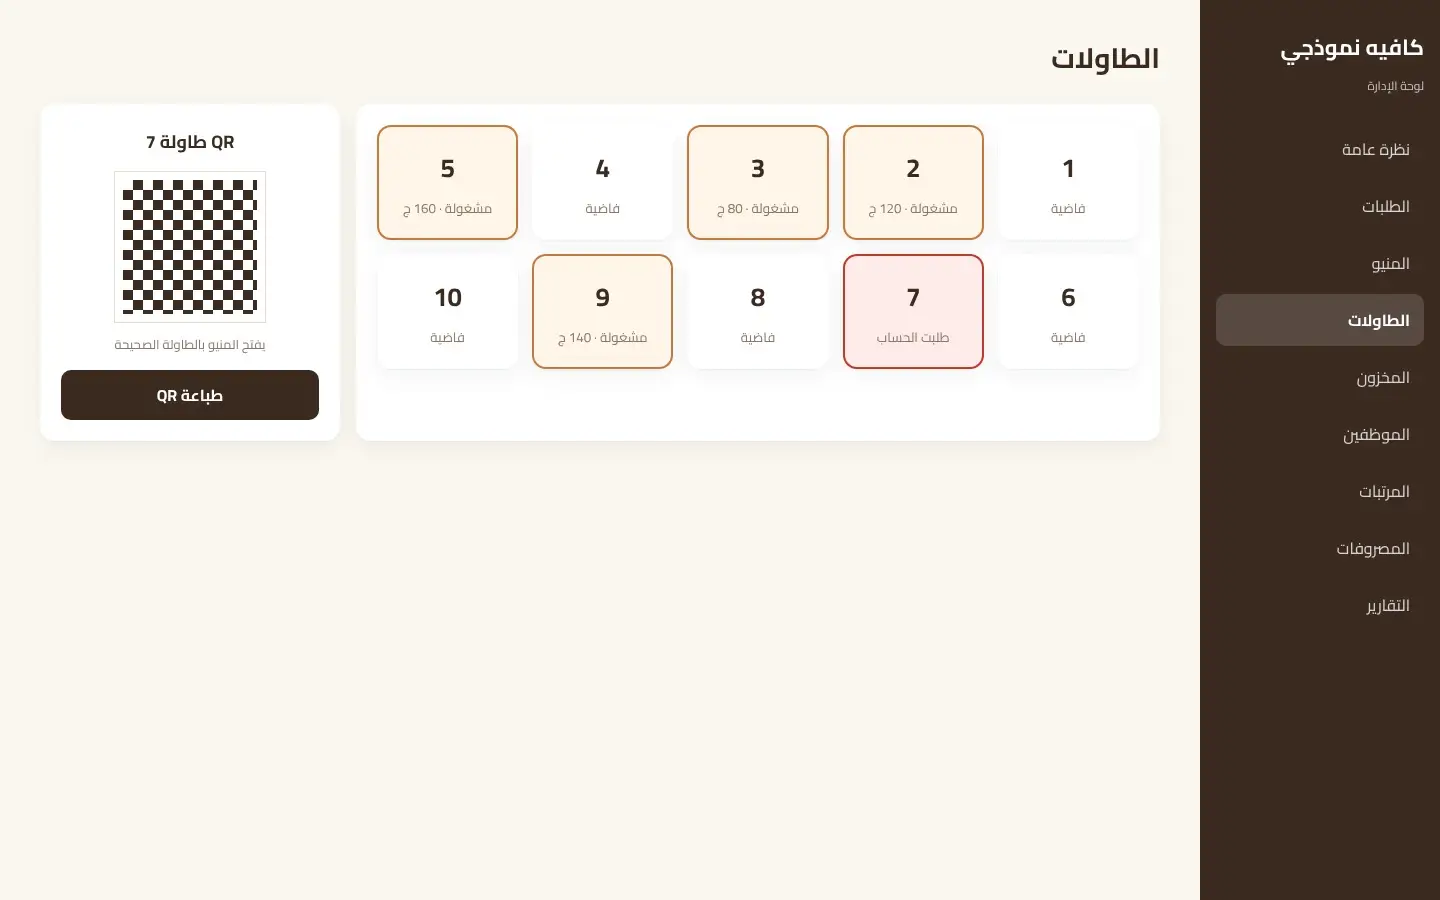 كافيه نموذجي
لوحة الإدارة
نظرة عامة
الطلبات
المنيو
الطاولات
المخزون
الموظفين
المرتبات
المصروفات
التقارير
الطاولات
1
فاضية
2
مشغولة · 120 ج
3
مشغولة · 80 ج
4
فاضية
5
مشغولة · 160 ج
6
فاضية
7
طلبت الحساب
8
فاضية
9
مشغولة · 140 ج
10
فاضية
QR طاولة 7
يفتح المنيو بالطاولة الصحيحة
طباعة QR